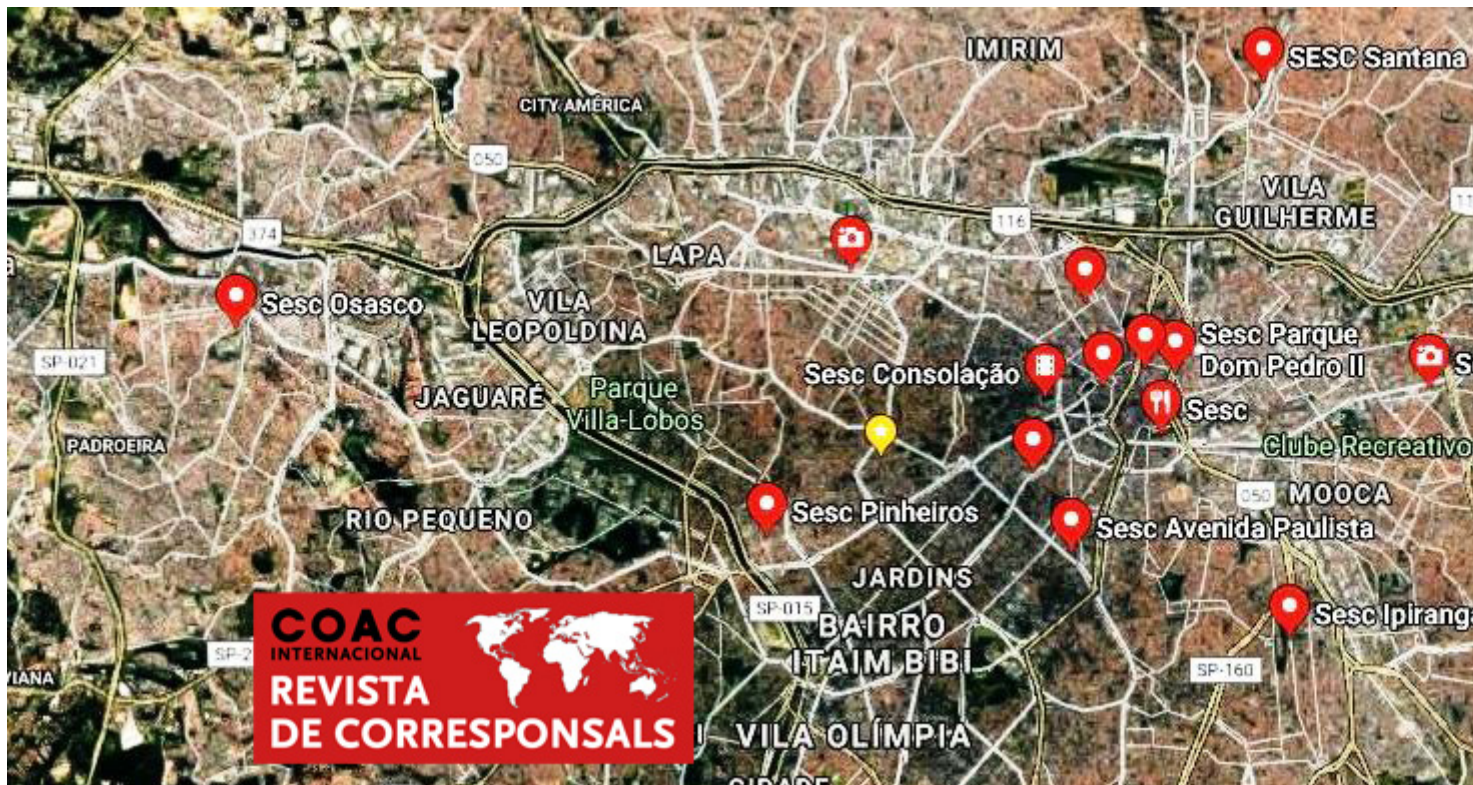 IMIRIM
SESC Santana
CITY AMÉRICA
050
VILA
GUILHERME
116
374
LAPA
Sesc Osasco
VILA
LEOPOLDINA
Sesc Parque
Dom Pedro II
SP-021
Sesc Consolação
JAGUARÉ
Parque
Villa-Lobos
Sesc
PADROEIRA
Clube Recreativo
050
MOOCA
RIO PEQUENO
Sesc Pinheiros
Sesc Avenida Paulista
JARDINS
SP-015
BAIRRO
ITAIM BIBI
Sesc Ipiranga
SP-160
COAC
INTERNACIONAL
REVISTA
DE CORRESPONSALS
VILA OLÍMPIA